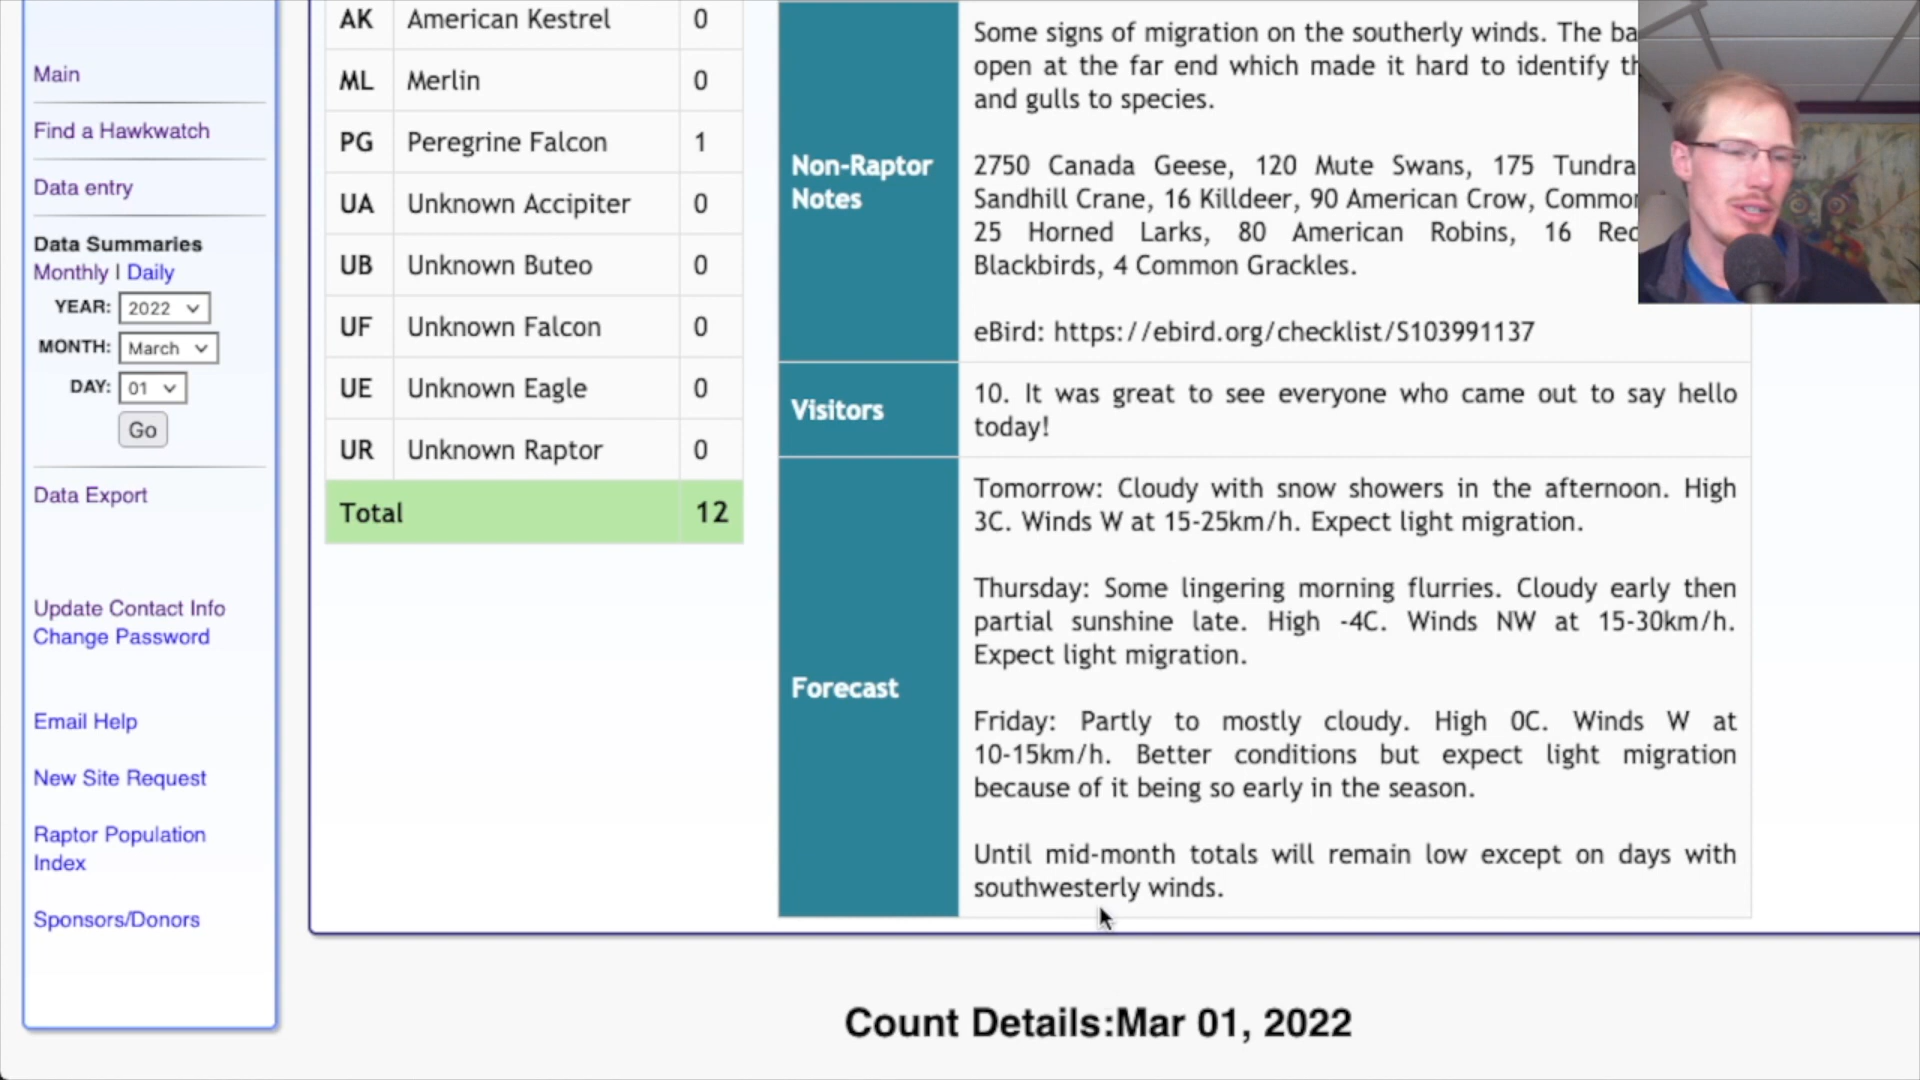 Main
Find a Hawkwatch
Data entry
Data Summaries
Monthly | Daily
YEAR: 2022
MONTH: March
DAY: 01
Go
Data Export
Update Contact Info
Change Password
Email Help
New Site Request
Raptor Population
Index
Sponsors/Donors
AK American Kestrel 0
ML Merlin 0
PG Peregrine Falcon 1
UA Unknown Accipiter 0
UB Unknown Buteo 0
UF Unknown Falcon 0
UE Unknown Eagle 0
UR Unknown Raptor 0
Total 12
Non-Raptor
Notes
Some signs of migration on the southerly winds. The
open at the far end which made it hard to identify
and gulls to species.
2750 Canada Geese, 120 Mute Swans, 175 Tundra
Sandhill Crane, 16 Killdeer, 90 American Crow,
25 Horned Larks, 80 American Robins, 16
Blackbirds, 4 Common Grackles.
eBird: https://ebird.org/checklist/S103991137
Visitors
10. It was great to see everyone who came out to say hello
today!
Forecast
Tomorrow: Cloudy with snow showers in the afternoon. High
3C. Winds W at 15-25km/h. Expect light migration.
Thursday: Some lingering morning flurries. Cloudy early then
partial sunshine late. High -4C. Winds NW at 15-30km/h.
Expect light migration.
Friday: Partly to mostly cloudy. High 0C. Winds W at
10-15km/h. Better conditions but expect light migration
because of it being so early in the season.
Until mid-month totals will remain low except on days with
southwesterly winds.
Count Details:Mar 01, 2022